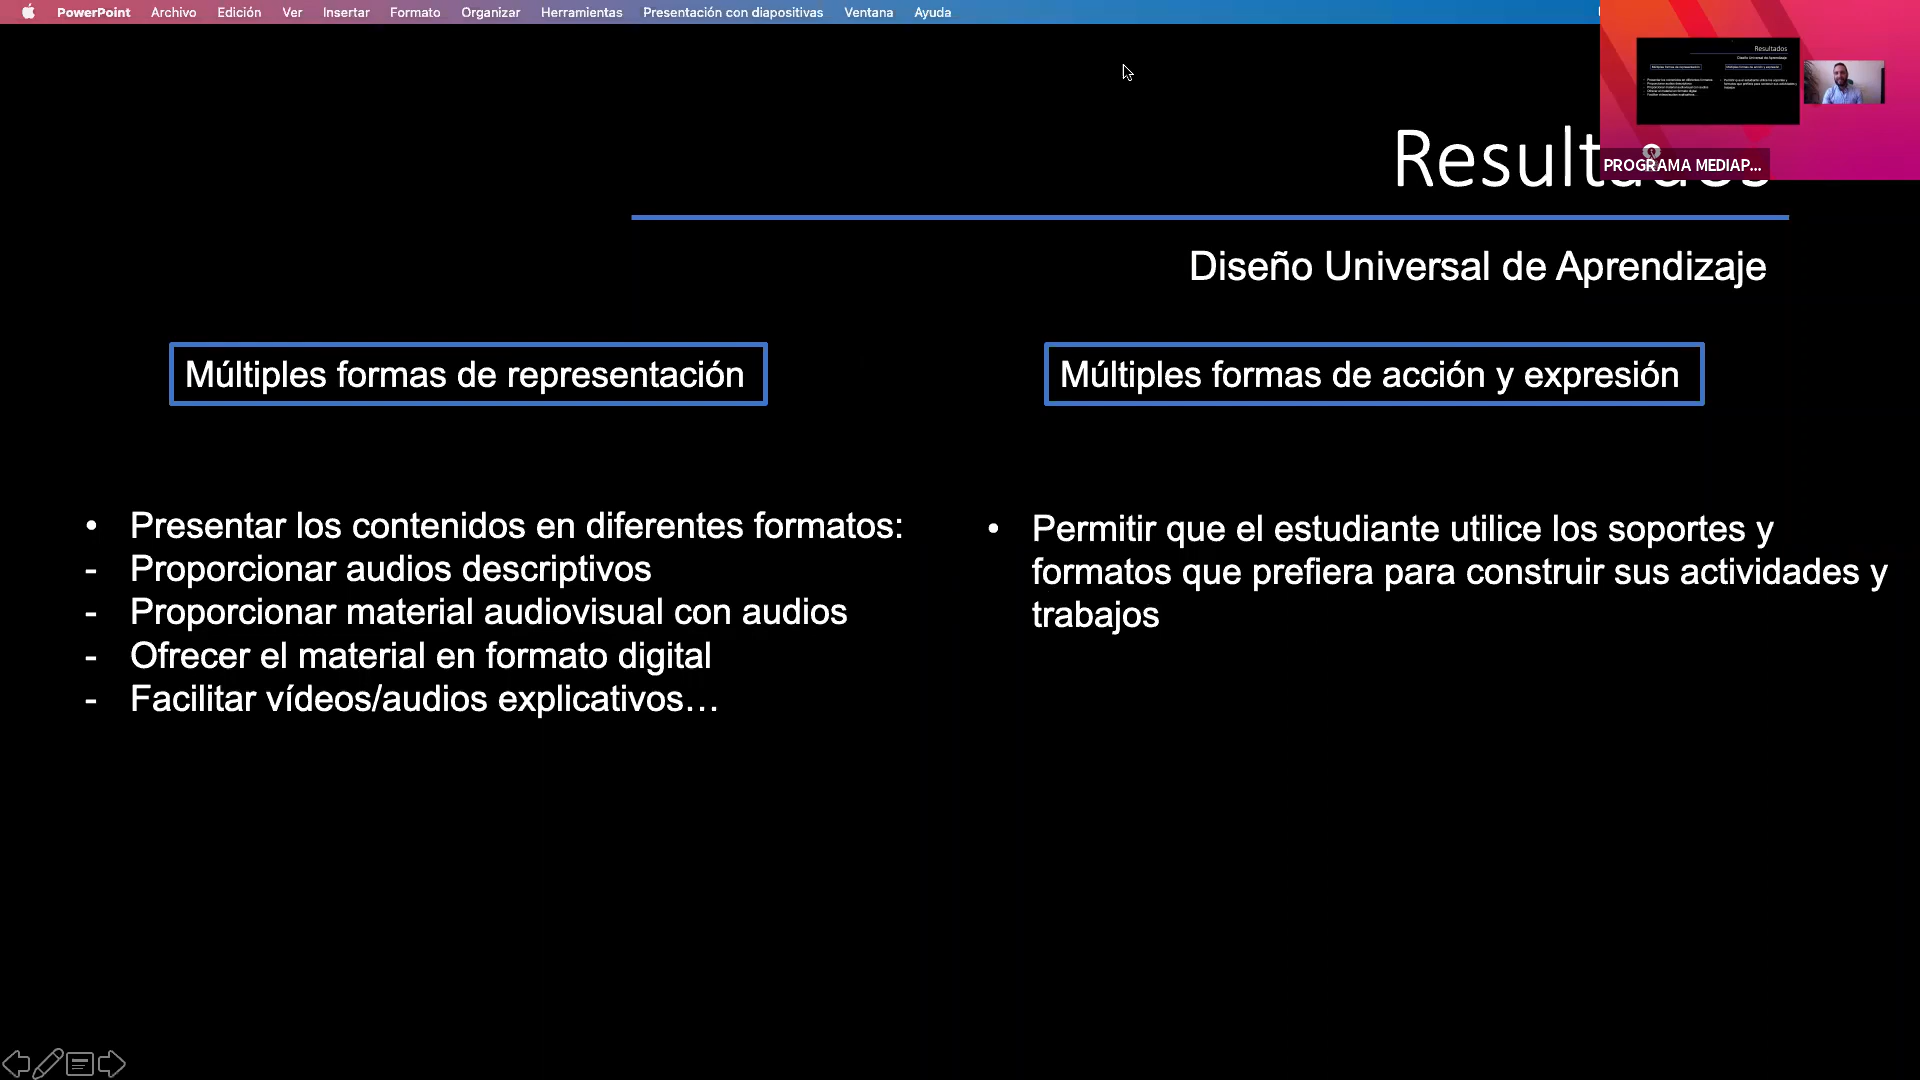 PowerPoint Archivo Edición Ver Insertar Formato Organizar Herramientas Presentación con diapositivas Ventana Ayuda
Resultados
PROGRAMA MEDIAP...
Diseño Universal de Aprendizaje
Múltiples formas de representación
• Presentar los contenidos en diferentes formatos:
- Proporcionar audios descriptivos
- Proporcionar material audiovisual con audios
- Ofrecer el material en formato digital
- Facilitar vídeos/audios explicativos…
Múltiples formas de acción y expresión
• Permitir que el estudiante utilice los soportes y
formatos que prefiera para construir sus actividades y
trabajos